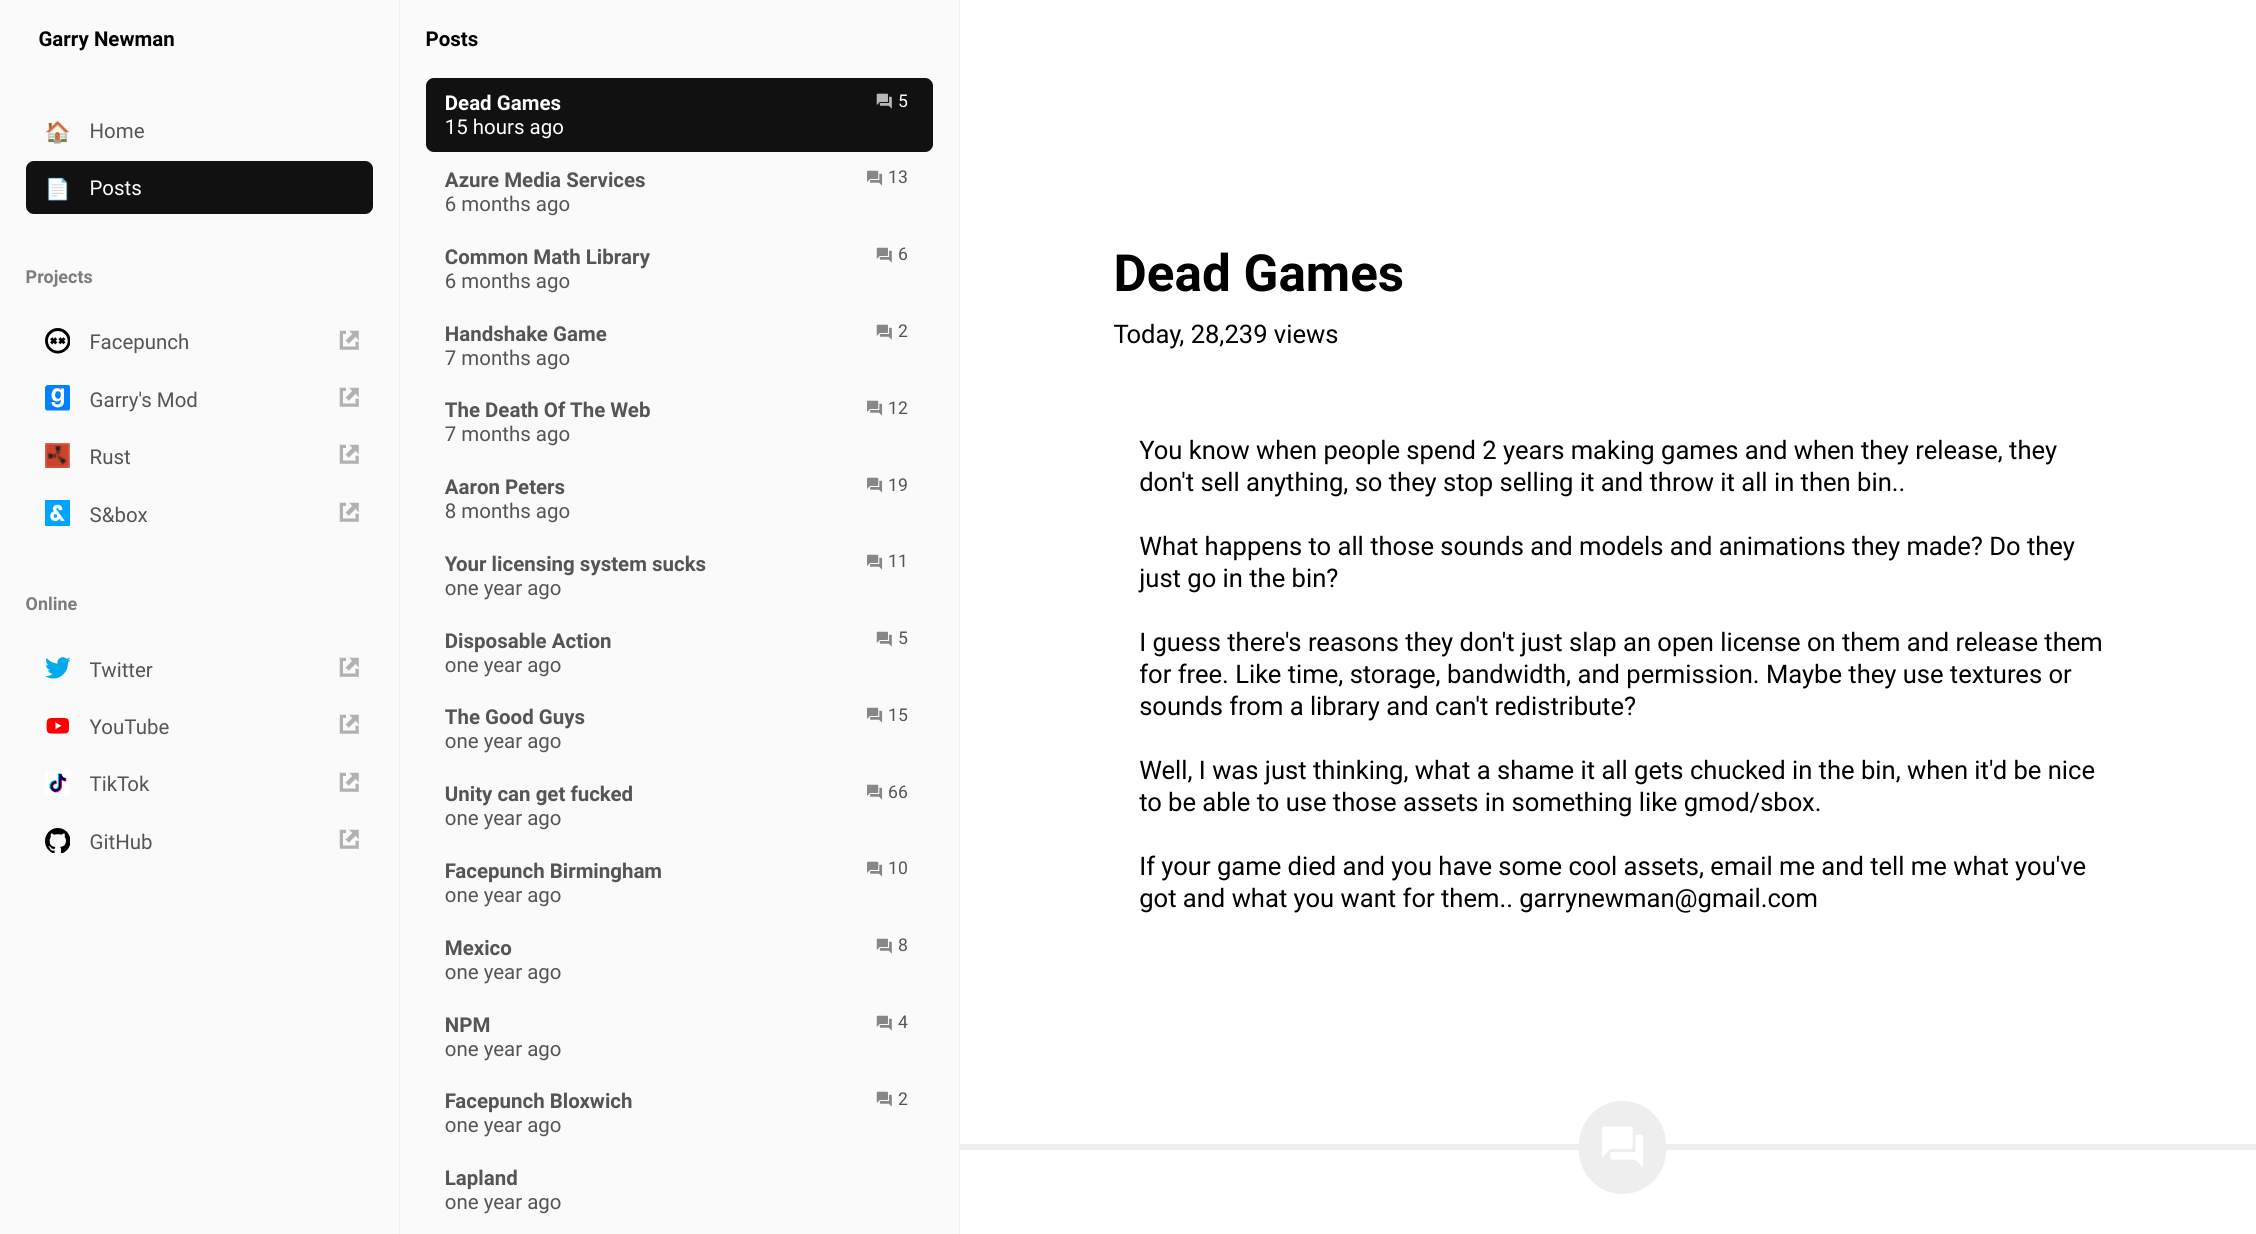 Garry Newman
Home
Posts
Projects
Facepunch
Garry's Mod
Rust
S&box
Online
Twitter
YouTube
TikTok
GitHub
Posts
Dead Games 5
15 hours ago
Azure Media Services 13
6 months ago
Common Math Library 6
6 months ago
Handshake Game 2
7 months ago
The Death Of The Web 12
7 months ago
Aaron Peters 19
8 months ago
Your licensing system sucks 11
one year ago
Disposable Action 5
one year ago
The Good Guys 15
one year ago
Unity can get fucked 66
one year ago
Facepunch Birmingham 10
one year ago
Mexico 8
one year ago
NPM 4
one year ago
Facepunch Bloxwich 2
one year ago
Lapland
one year ago
Dead Games
Today, 28,239 views
You know when people spend 2 years making games and when they release, they
don't sell anything, so they stop selling it and throw it all in then bin..
What happens to all those sounds and models and animations they made? Do they
just go in the bin?
I guess there's reasons they don't just slap an open license on them and release them
for free. Like time, storage, bandwidth, and permission. Maybe they use textures or
sounds from a library and can't redistribute?
Well, I was just thinking, what a shame it all gets chucked in the bin, when it'd be nice
to be able to use those assets in something like gmod/sbox.
If your game died and you have some cool assets, email me and tell me what you've
got and what you want for them.. garrynewman@gmail.com